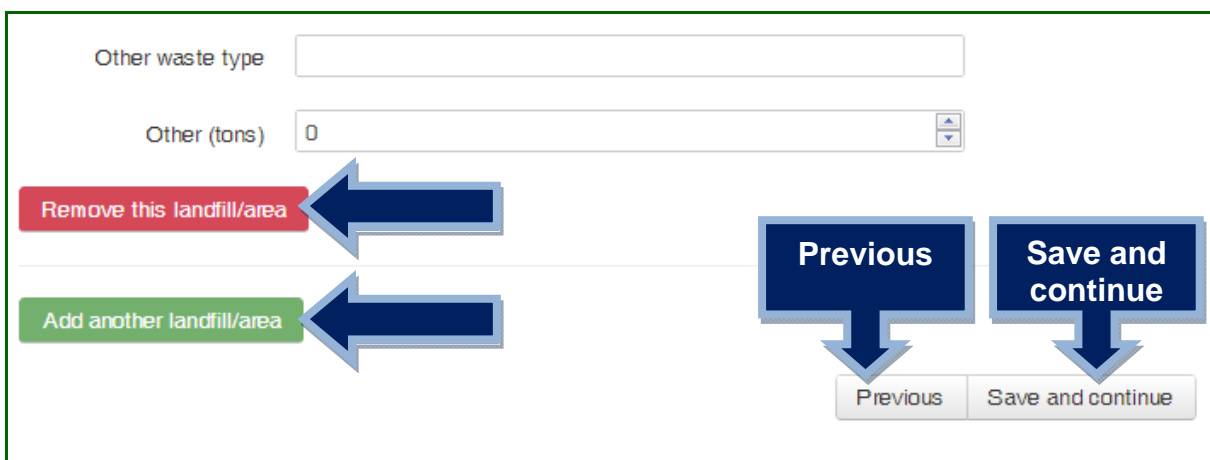 Other waste type
Other (tons) 0
Remove this landfill/area
Previous
Save and
continue
Add another landfill/area
Previous Save and continue